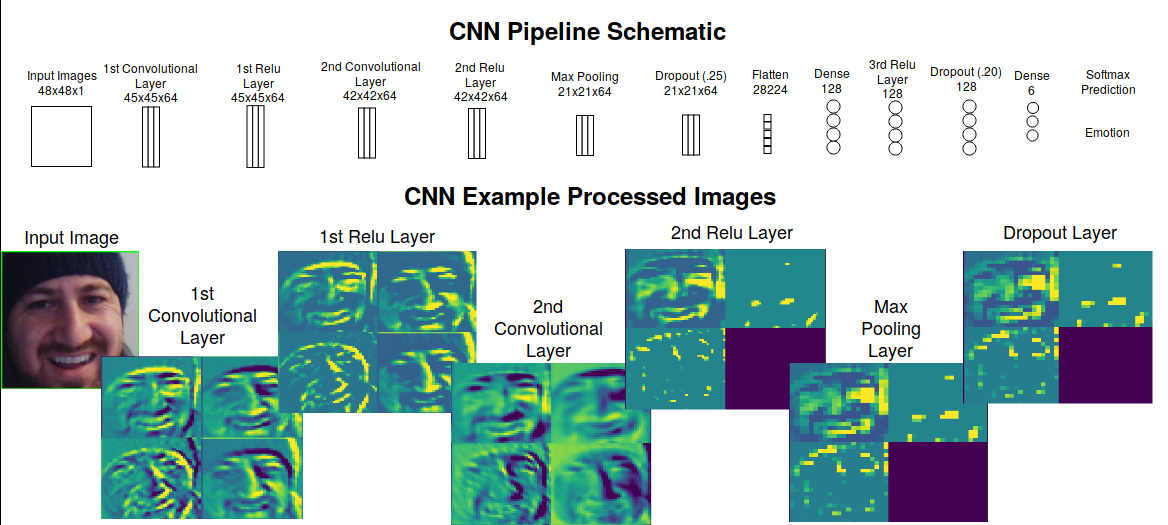 CNN Pipeline Schematic
Input Images
48x48x1
1st Convolutional
Layer
45x45x64
1st Relu
Layer
45x45x64
2nd Convolutional
Layer
42x42x64
2nd Relu
Layer
42x42x64
Max Pooling
21x21x64
Dropout (.25)
21x21x64
Flatten
28224
Dense
128
3rd Relu
Layer
128
Dropout (.20)
128
Dense
6
Softmax
Prediction
Emotion
CNN Example Processed Images
Input Image
1st
Convolutional
Layer
1st Relu Layer
2nd
Convolutional
Layer
2nd Relu Layer
Max
Pooling
Layer
Dropout Layer